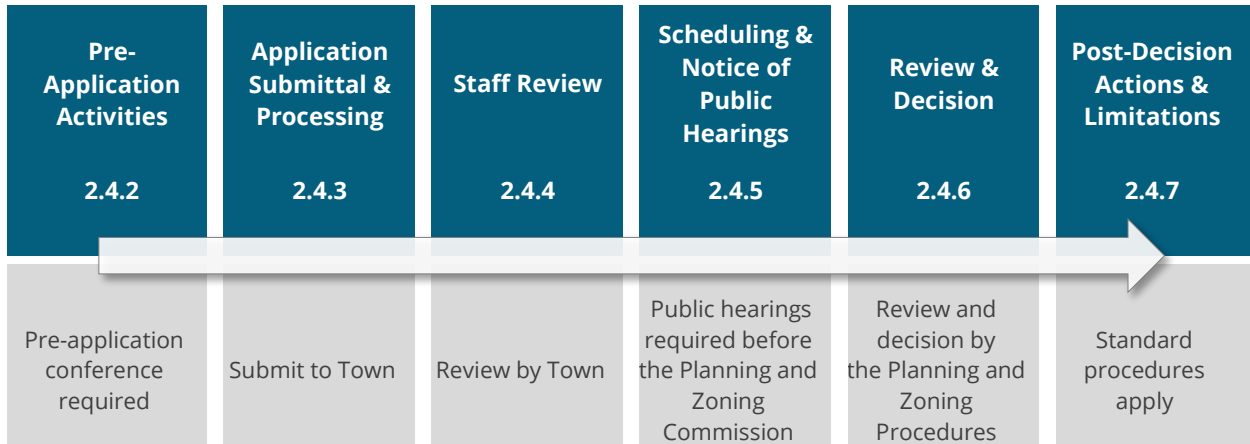 Pre-
Application
Activities
2.4.2
Application
Submittal &
Processing
2.4.3
Staff Review
2.4.4
Scheduling &
Notice of
Public
Hearings
2.4.5
Review &
Decision
2.4.6
Post-Decision
Actions &
Limitations
2.4.7
Pre-application
conference
required
Submit to Town
Review by Town
Public hearings
required before
the Planning and
Zoning
Commission
Review and
decision by
the Planning and
Zoning
Procedures
Standard
procedures
apply